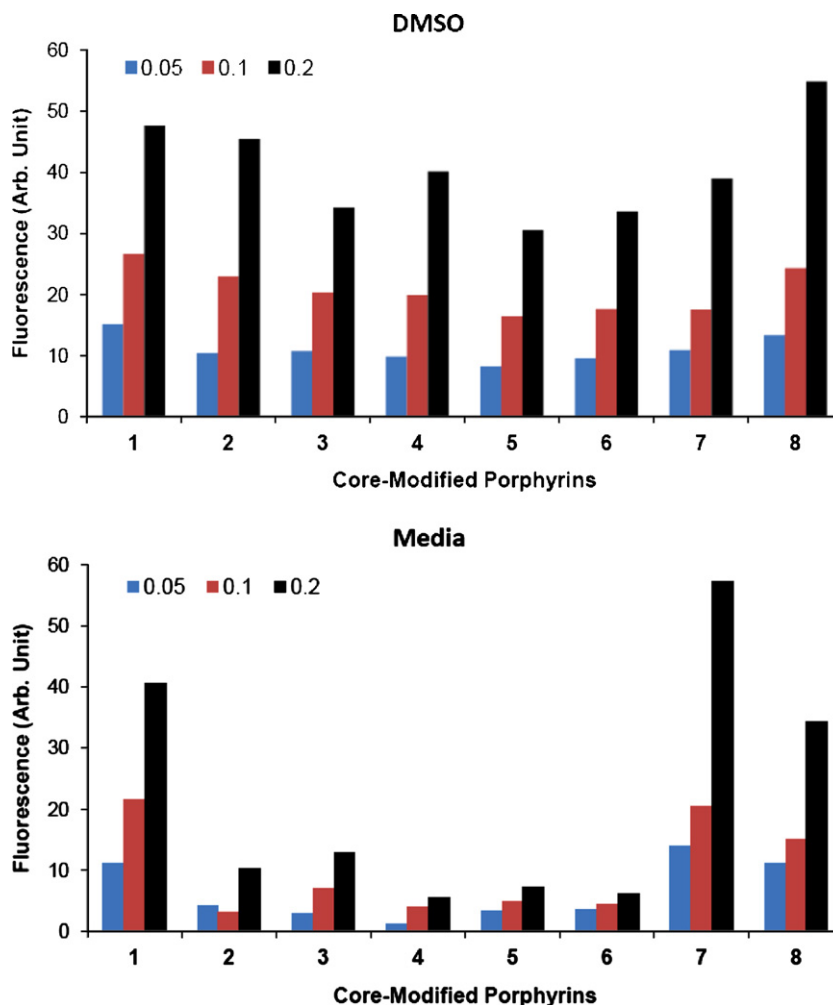 DMSO
60
0.05 0.1 0.2
50
40
30
20
10
0
Fluorescence (Arb. Unit)
1 2 3 4 5 6 7 8
Core-Modified Porphyrins
Media
60
0.05 0.1 0.2
50
40
30
20
10
0
Fluorescence (Arb. Unit)
1 2 3 4 5 6 7 8
Core-Modified Porphyrins